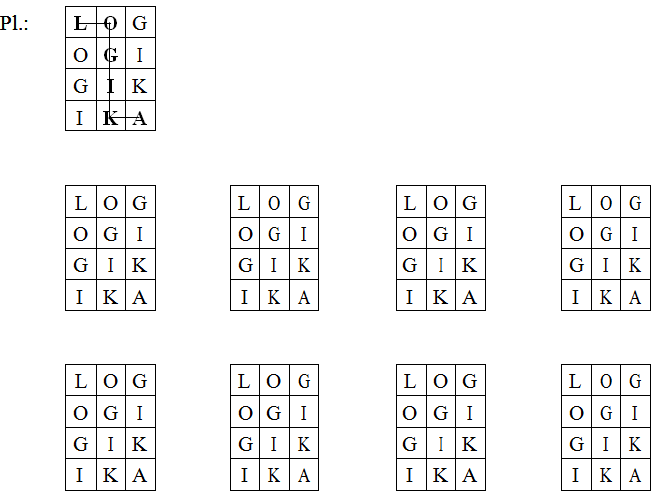 Pl.: L O G
O G I
G I K
I K A
L O G L O G L O G L O G
O G I O G I O G I O G I
G I K G I K G I K G I K
I K A I K A I K A I K A
L O G L O G L O G L O G
O G I O G I O G I O G I
G I K G I K G I K G I K
I K A I K A I K A I K A